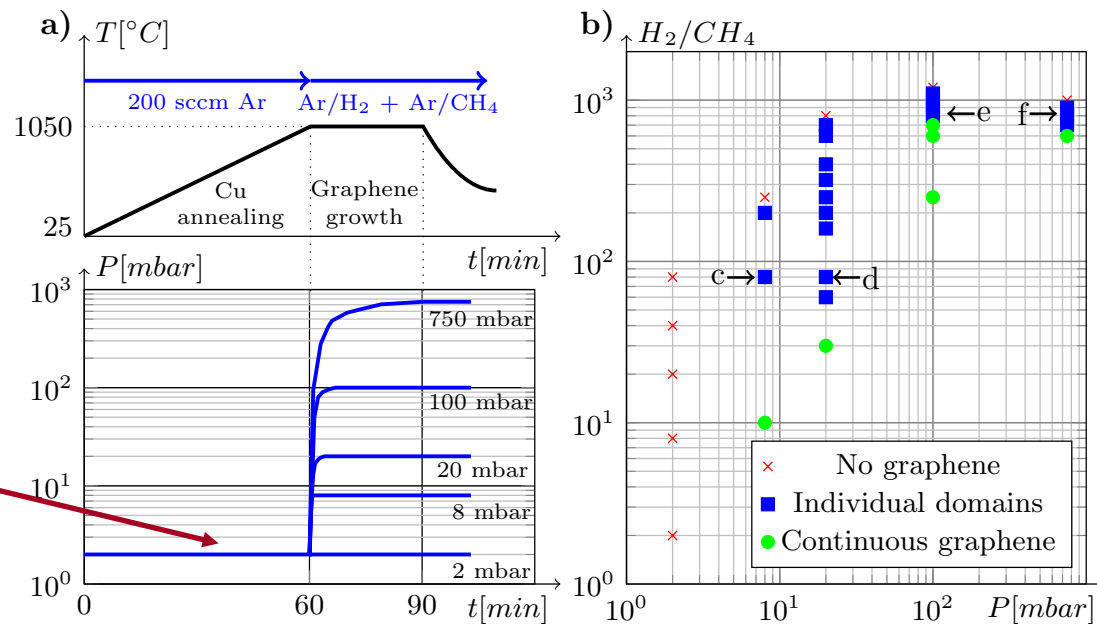 a)
T[°C]
200 sccm Ar
Ar/H₂ + Ar/CH₄
1050
Cu
annealing
Graphene
growth
25
t[min]
P[mbar]
10³
750 mbar
10²
100 mbar
20 mbar
10¹
8 mbar
2 mbar
10⁰
0
60
90
t[min]
b)
H₂/CH₄
10³
e
f
10²
c
d
10¹
No graphene
Individual domains
Continuous graphene
10⁰
10⁰
10¹
10²
P[mbar]